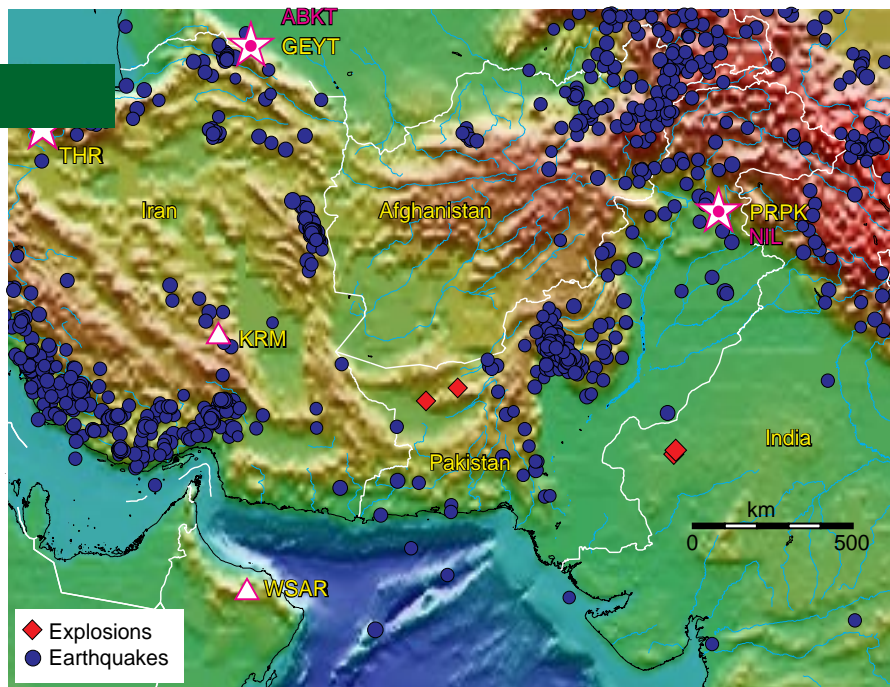 ABKT
GEYT
THR
Iran
Afghanistan
PRPK
NIL
KRM
Pakistan
India
km
0 500
WSAR
Explosions
Earthquakes